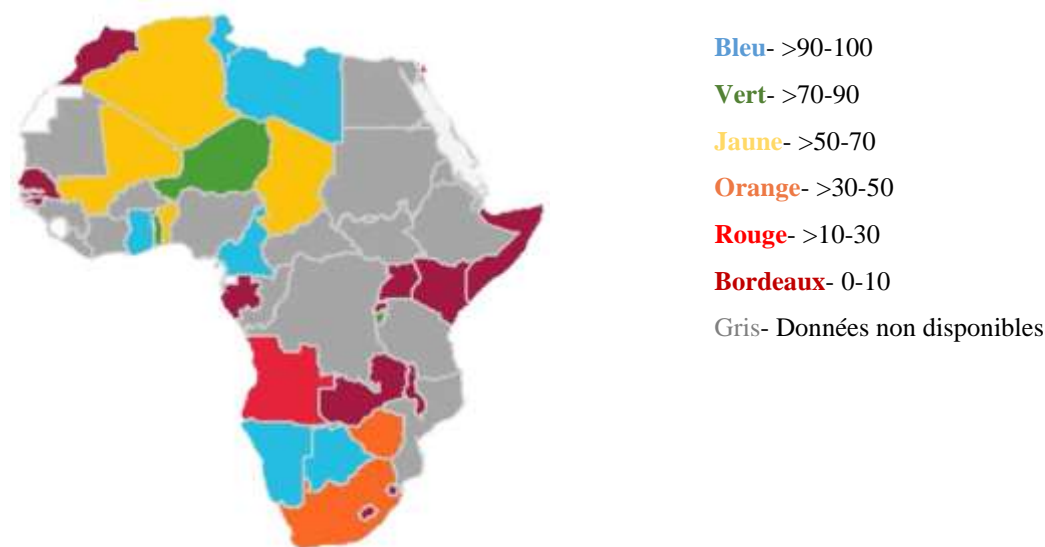 Bleu- >90-100
Vert- >70-90
Jaune- >50-70
Orange- >30-50
Rouge- >10-30
Bordeaux- 0-10
Gris- Données non disponibles